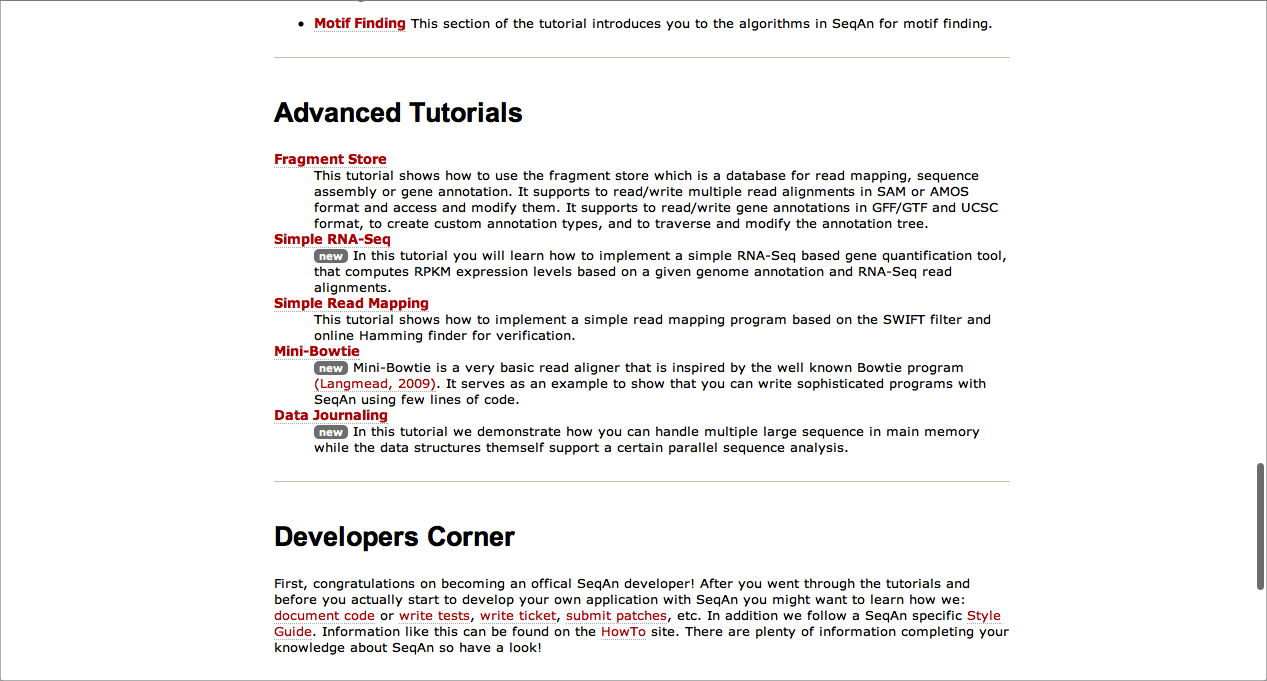 Motif Finding This section of the tutorial introduces you to the algorithms in SeqAn for motif finding.
Advanced Tutorials
Fragment Store
This tutorial shows how to use the fragment store which is a database for read mapping, sequence
assembly or gene annotation. It supports to read/write multiple read alignments in SAM or AMOS
format and access and modify them. It supports to read/write gene annotations in GFF/GTF and UCSC
format, to create custom annotation types, and to traverse and modify the annotation tree.
Simple RNA-Seq
new In this tutorial you will learn how to implement a simple RNA-Seq based gene quantification tool,
that computes RPKM expression levels based on a given genome annotation and RNA-Seq read
alignments.
Simple Read Mapping
This tutorial shows how to implement a simple read mapping program based on the SWIFT filter and
online Hamming finder for verification.
Mini-Bowtie
new Mini-Bowtie is a very basic read aligner that is inspired by the well known Bowtie program
(Langmead, 2009). It serves as an example to show that you can write sophisticated programs with
SeqAn using few lines of code.
Data Journaling
new In this tutorial we demonstrate how you can handle multiple large sequence in main memory
while the data structures themself support a certain parallel sequence analysis.
Developers Corner
First, congratulations on becoming an offical SeqAn developer! After you went through the tutorials and
before you actually start to develop your own application with SeqAn you might want to learn how we:
document code or write tests, write ticket, submit patches, etc. In addition we follow a SeqAn specific Style
Guide. Information like this can be found on the HowTo site. There are plenty of information completing your
knowledge about SeqAn so have a look!